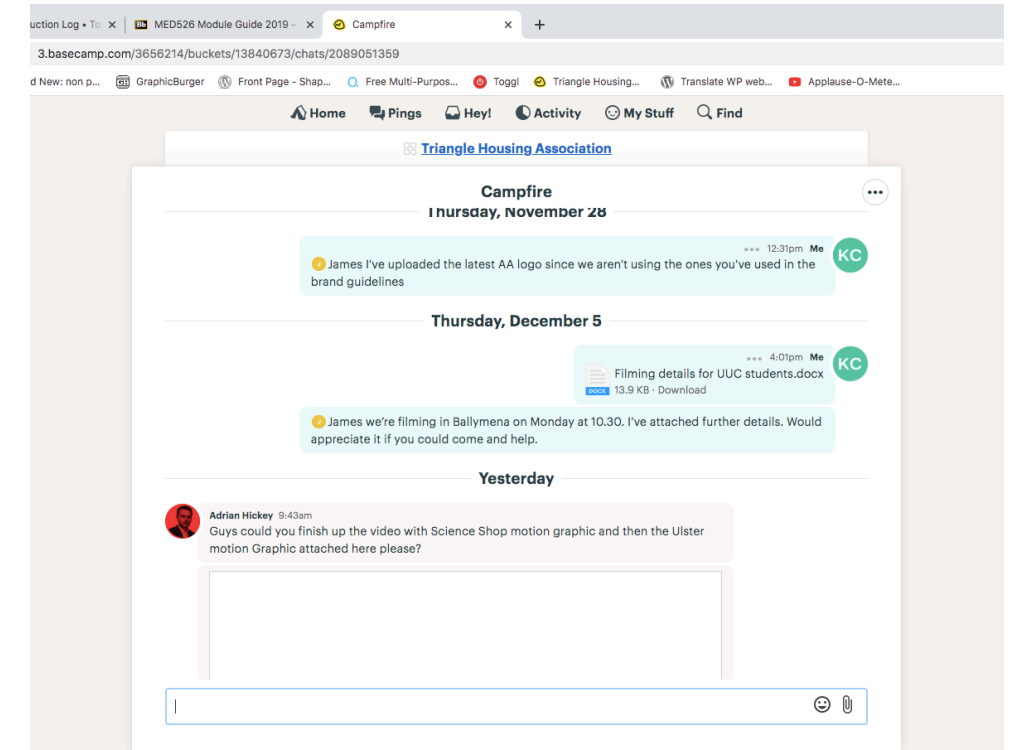 uction Log • To
MED526 Module Guide 2019 –
Campfire
3.basecamp.com/3656214/buckets/13840673/chats/2089051359
d New: non p...
GraphicBurger
Front Page - Shap...
Free Multi-Purpos...
Toggl
Triangle Housing...
Translate WP web...
Applause-O-Mete...
Home
Pings
Hey!
Activity
My Stuff
Find
Triangle Housing Association
Campfire
Thursday, November 28
12:31pm Me
KC
J James I've uploaded the latest AA logo since we aren't using the ones you've used in the
brand guidelines
Thursday, December 5
4:01pm Me
KC
Filming details for UUC students.docx
DOCX 13.9 KB · Download
J James we're filming in Ballymena on Monday at 10.30. I've attached further details. Would
appreciate it if you could come and help.
Yesterday
Adrian Hickey 9:43am
Guys could you finish up the video with Science Shop motion graphic and then the Ulster
motion Graphic attached here please?